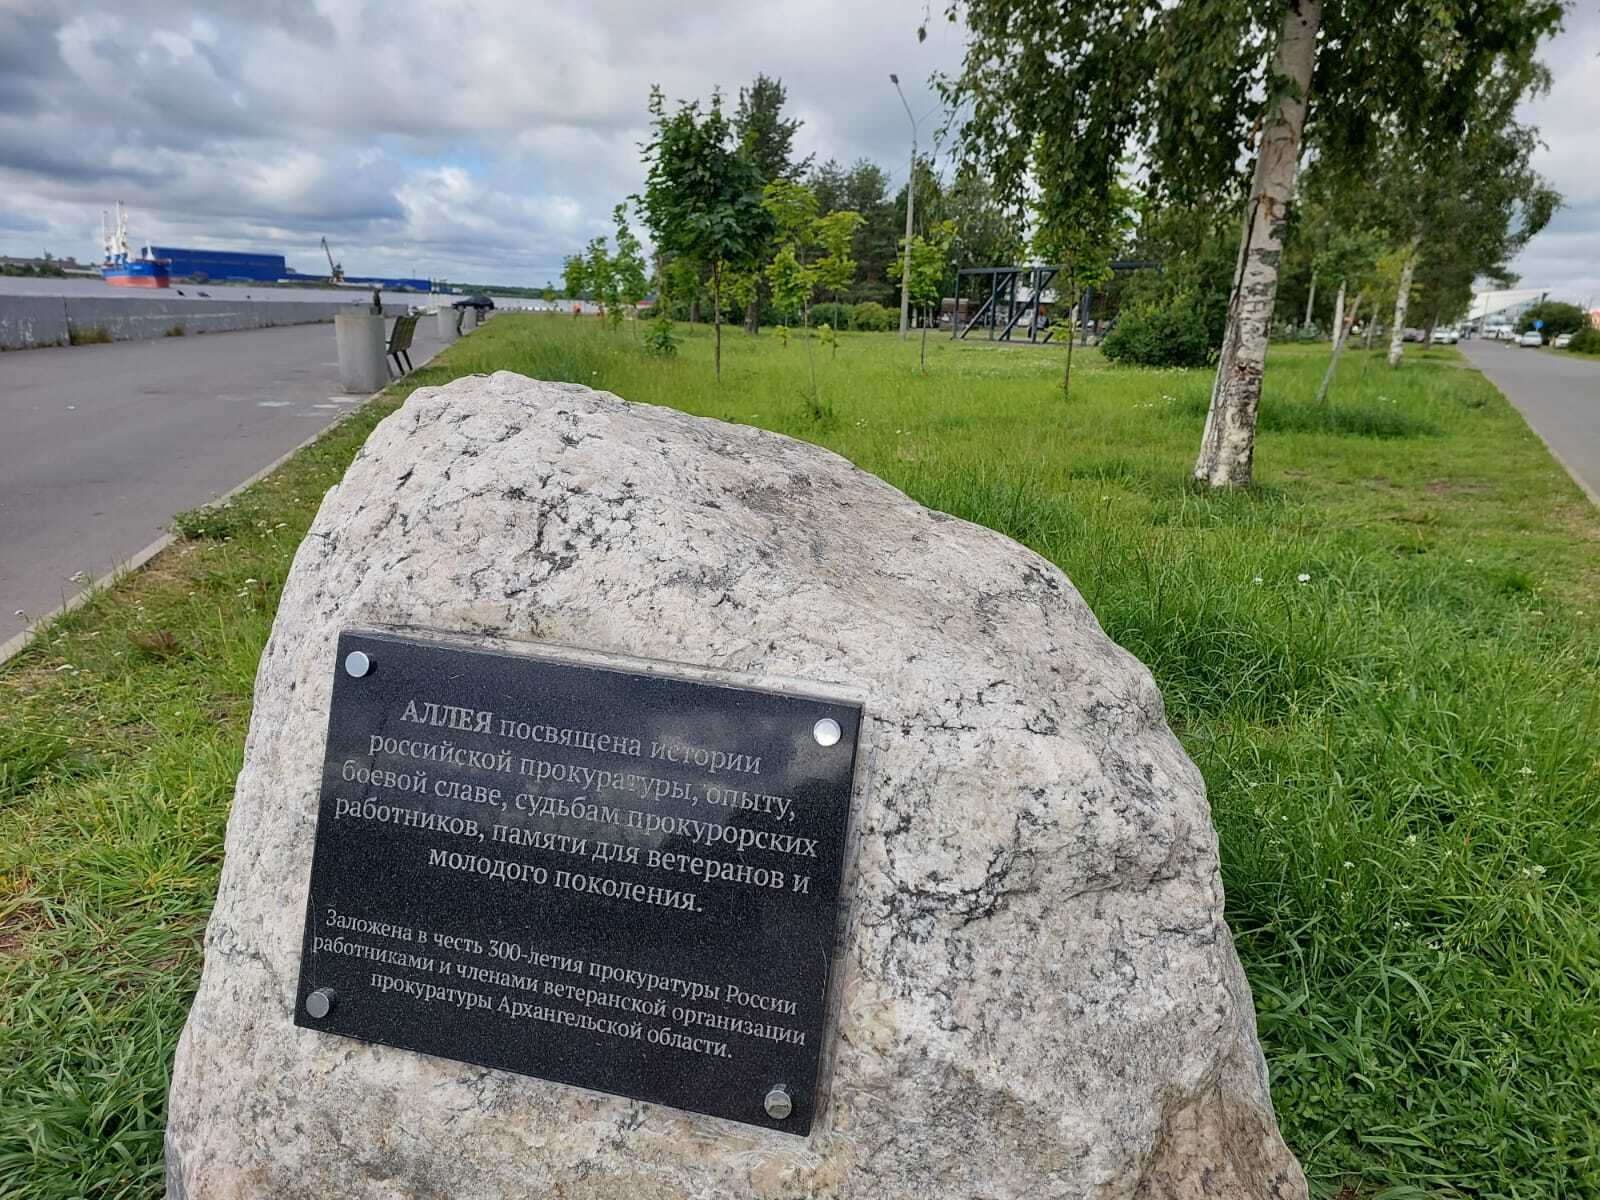 АЛЛЕЯ посвящена истории
российской прокуратуры, опыту,
боевой славе, судьбам прокурорских
работников, памяти для ветеранов и
молодого поколения.
Заложена в честь 300-летия прокуратуры России
работниками и членами ветеранской организации
прокуратуры Архангельской области.